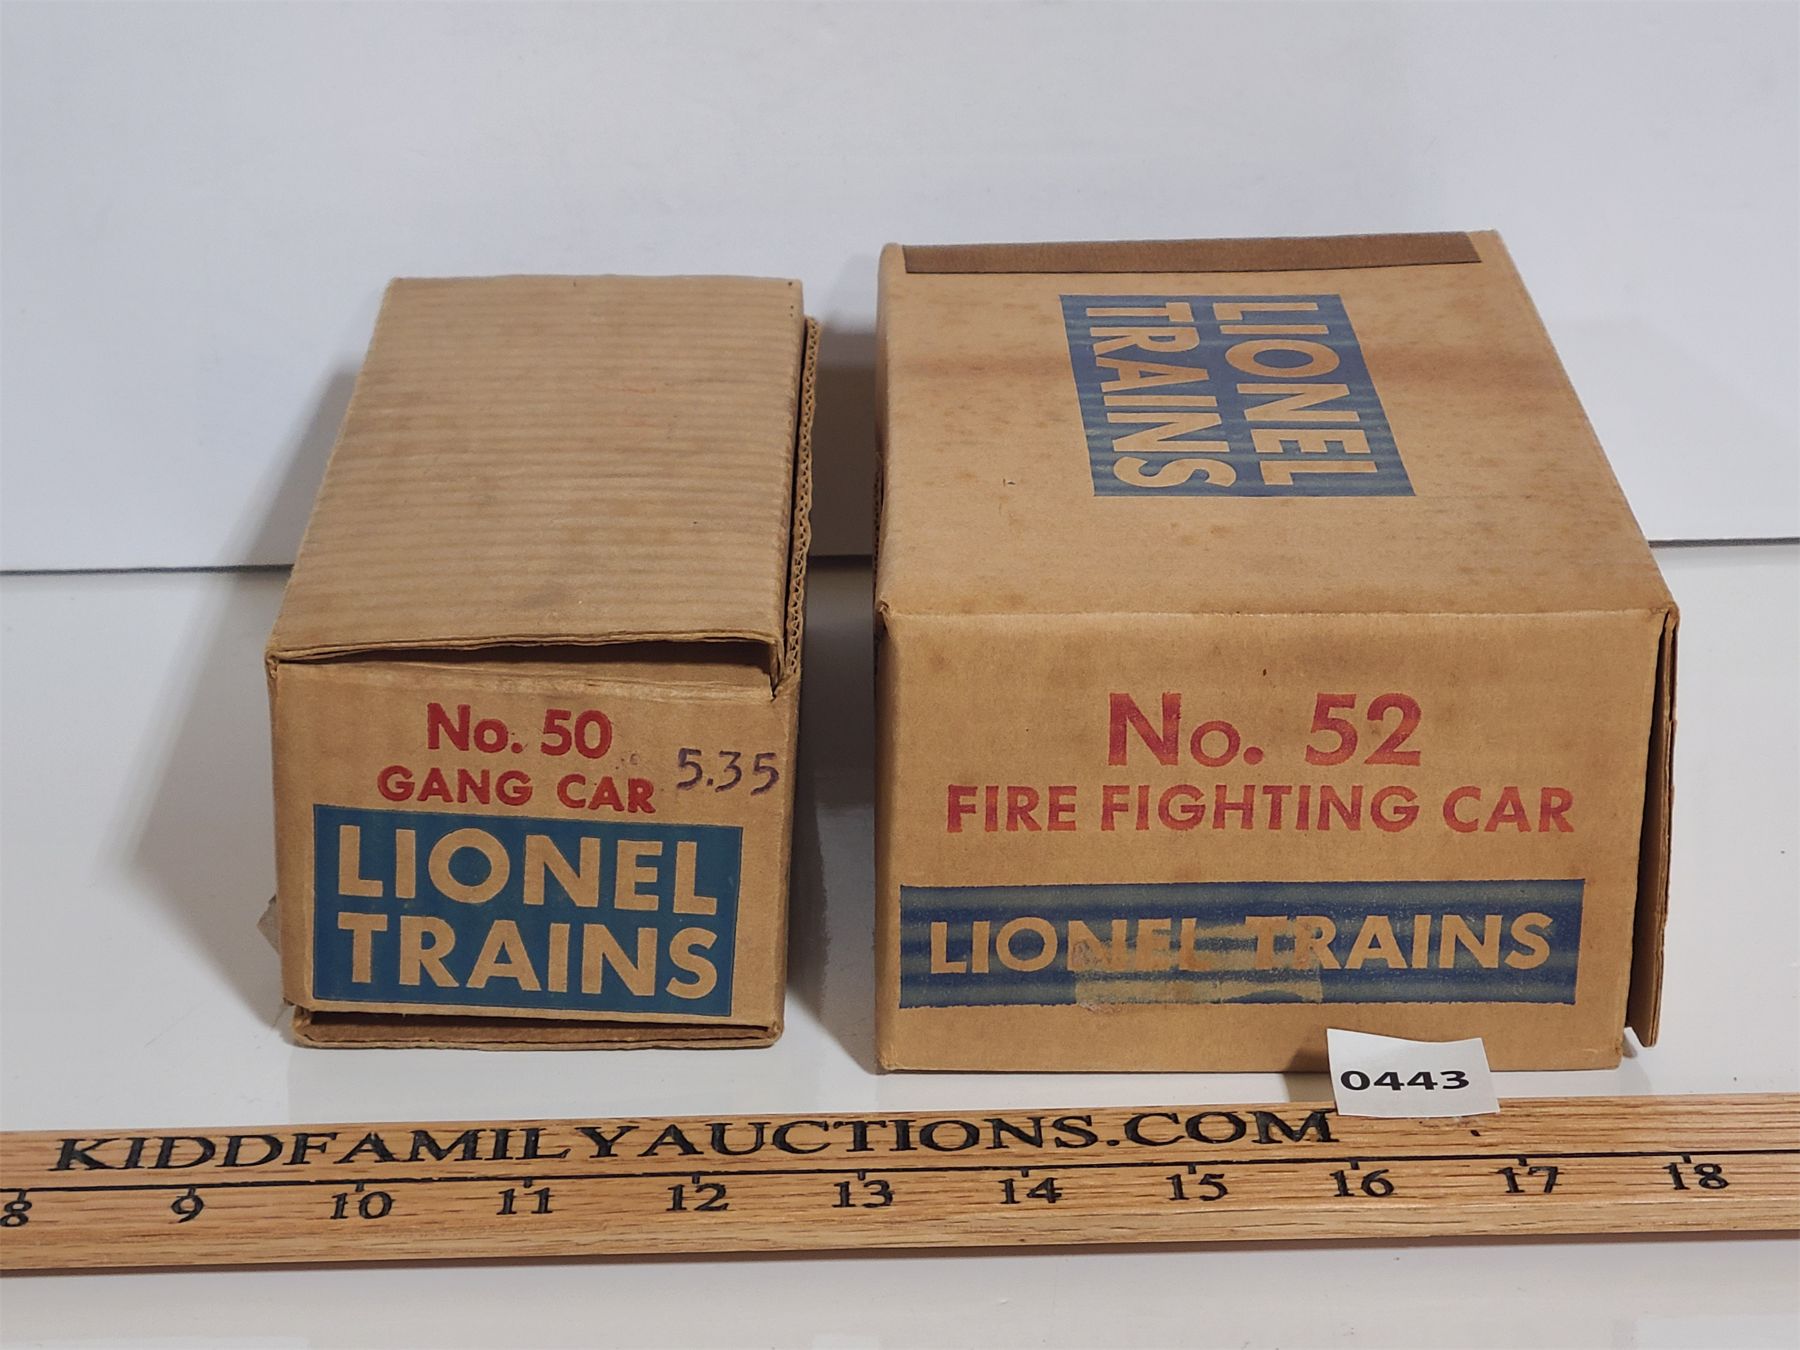 No. 50
GANG CAR
5.35
LIONEL
TRAINS
LIONEL
TRAINS
No. 52
FIRE FIGHTING CAR
LIONEL TRAINS
0443
KIDDFAMILYAUCTIONS.COM
8 9 10 11 12 13 14 15 16 17 18